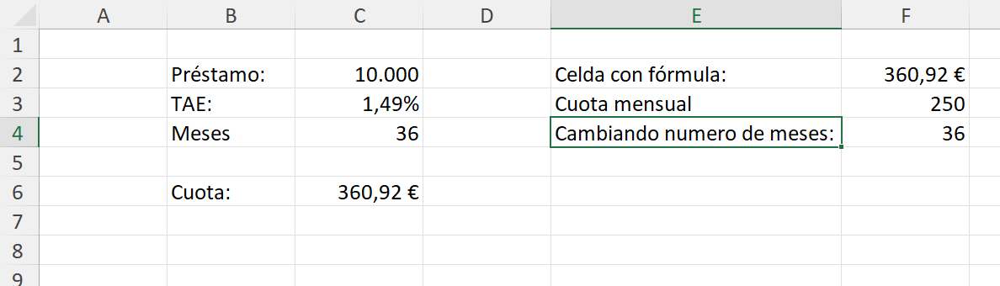 A B C D E F
1
2 Préstamo: 10.000 Celda con fórmula: 360,92 €
3 TAE: 1,49% Cuota mensual 250
4 Meses 36 Cambiando numero de meses: 36
5
6 Cuota: 360,92 €
7
8
9